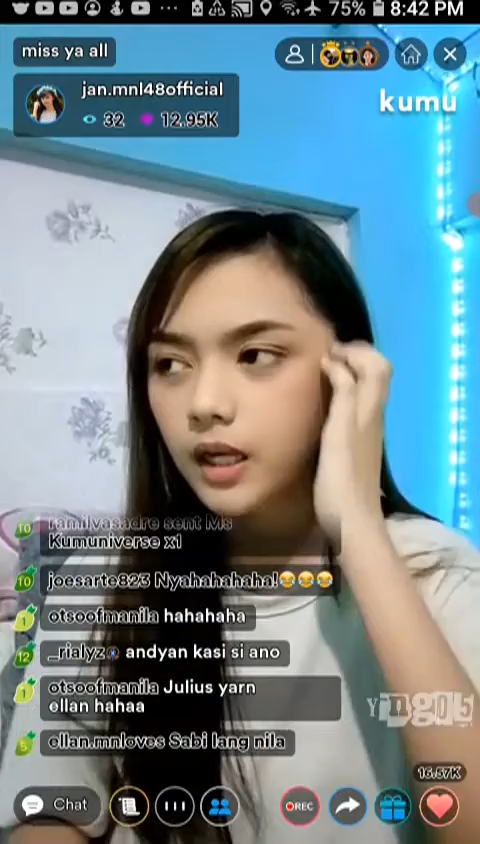 75% 8:42 PM
miss ya all
jan.mnl48official
32 12.95K
kumu
10 ramilvasadre sent Ms
Kumuniverse x1
10 joesarte823 Nyahahahaha!😂😂😂
1 otsoofmanila hahahaha
12 _rialyz andyan kasi si ano
1 otsoofmanila Julius yarn
ellan hahaa
5 ellan.mnloves Sabi lang nila
16.57K
Chat
REC